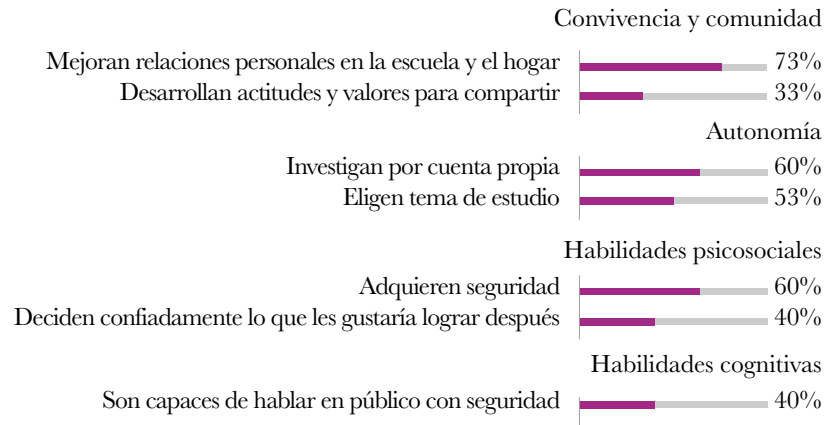 Convivencia y comunidad
Mejoran relaciones personales en la escuela y el hogar 73%
Desarrollan actitudes y valores para compartir 33%
Autonomía
Investigan por cuenta propia 60%
Eligen tema de estudio 53%
Habilidades psicosociales
Adquieren seguridad 60%
Deciden confiadamente lo que les gustaría lograr después 40%
Habilidades cognitivas
Son capaces de hablar en público con seguridad 40%